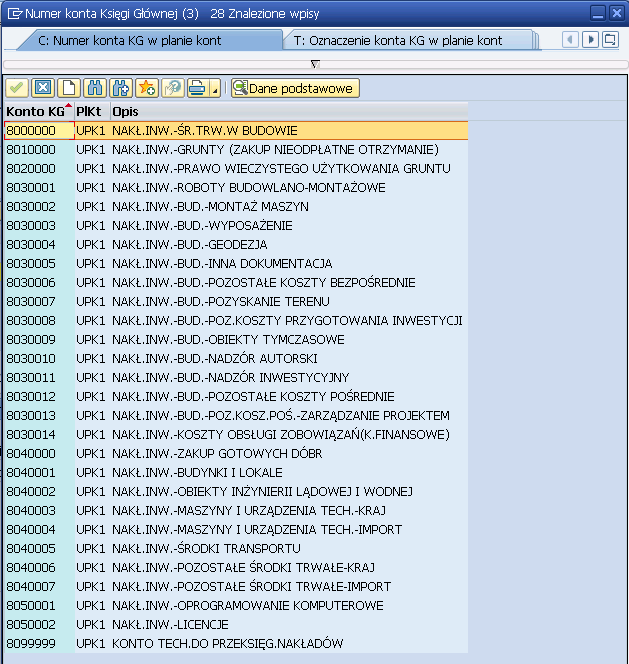 Numer konta Księgi Głównej (3) 28 Znalezione wpisy
C: Numer konta KG w planie kont T: Oznaczenie konta KG w planie kont
Dane podstawowe
Konto KG PlKt Opis
8000000 UPK1 NAKŁ.INW.-ŚR.TRW.W BUDOWIE
8010000 UPK1 NAKŁ.INW.-GRUNTY (ZAKUP NIEODPŁATNE OTRZYMANIE)
8020000 UPK1 NAKŁ.INW.-PRAWO WIECZYSTEGO UŻYTKOWANIA GRUNTU
8030001 UPK1 NAKŁ.INW.-ROBOTY BUDOWLANO-MONTAŻOWE
8030002 UPK1 NAKŁ.INW.-BUD.-MONTAŻ MASZYN
8030003 UPK1 NAKŁ.INW.-BUD.-WYPOSAŻENIE
8030004 UPK1 NAKŁ.INW.-BUD.-GEODEZJA
8030005 UPK1 NAKŁ.INW.-BUD.-INNA DOKUMENTACJA
8030006 UPK1 NAKŁ.INW.-BUD.-POZOSTAŁE KOSZTY BEZPOŚREDNIE
8030007 UPK1 NAKŁ.INW.-BUD.-POZYSKANIE TERENU
8030008 UPK1 NAKŁ.INW.-BUD.-POZ.KOSZTY PRZYGOTOWANIA INWESTYCJI
8030009 UPK1 NAKŁ.INW.-BUD.-OBIEKTY TYMCZASOWE
8030010 UPK1 NAKŁ.INW.-BUD.-NADZÓR AUTORSKI
8030011 UPK1 NAKŁ.INW.-BUD.-NADZÓR INWESTYCYJNY
8030012 UPK1 NAKŁ.INW.-BUD.-POZOSTAŁE KOSZTY POŚREDNIE
8030013 UPK1 NAKŁ.INW.-BUD.-POZ.KOSZ.POŚ.-ZARZĄDZANIE PROJEKTEM
8030014 UPK1 NAKŁ.INW.-KOSZTY OBSŁUGI ZOBOWIĄZAŃ(K.FINANSOWE)
8040000 UPK1 NAKŁ.INW.-ZAKUP GOTOWYCH DÓBR
8040001 UPK1 NAKŁ.INW.-BUDYNKI I LOKALE
8040002 UPK1 NAKŁ.INW.-OBIEKTY INŻYNIERII LĄDOWEJ I WODNEJ
8040003 UPK1 NAKŁ.INW.-MASZYNY I URZĄDZENIA TECH.-KRAJ
8040004 UPK1 NAKŁ.INW.-MASZYNY I URZĄDZENIA TECH.-IMPORT
8040005 UPK1 NAKŁ.INW.-ŚRODKI TRANSPORTU
8040006 UPK1 NAKŁ.INW.-POZOSTAŁE ŚRODKI TRWAŁE-KRAJ
8040007 UPK1 NAKŁ.INW.-POZOSTAŁE ŚRODKI TRWAŁE-IMPORT
8050001 UPK1 NAKŁ.INW.-OPROGRAMOWANIE KOMPUTEROWE
8050002 UPK1 NAKŁ.INW.-LICENCJE
8099999 UPK1 KONTO TECH.DO PRZEKSIĘG.NAKŁADÓW